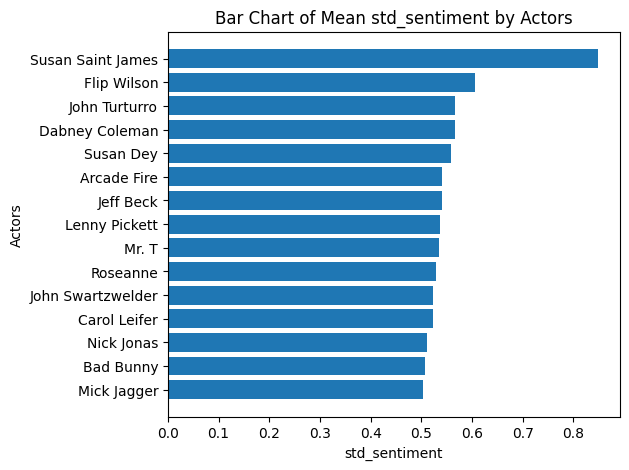 Bar Chart of Mean std_sentiment by Actors
Susan Saint James
Flip Wilson
John Turturro
Dabney Coleman
Susan Dey
Arcade Fire
Jeff Beck
Lenny Pickett
Mr. T
Roseanne
John Swartzwelder
Carol Leifer
Nick Jonas
Bad Bunny
Mick Jagger
Actors
0.0 0.1 0.2 0.3 0.4 0.5 0.6 0.7 0.8
std_sentiment